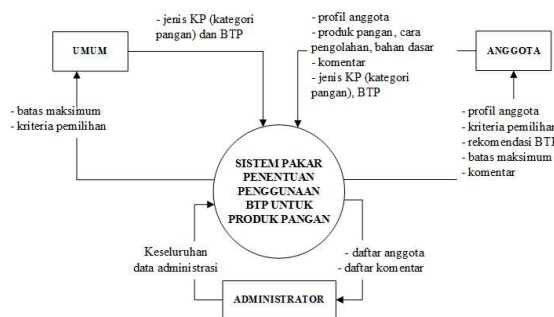 - jenis KP (kategori
pangan) dan BTP
- profil anggota
- produk pangan, cara
pengolahan, bahan dasar
- komentar
- jenis KP (kategori
pangan), BTP
UMUM
ANGGOTA
- batas maksimum
- kriteria pemilihan
- profil anggota
- kriteria pemilihan
- rekomendasi BTP
- batas maksimum
- komentar
SISTEM PAKAR
PENENTUAN
PENGGUNAAN
BTP UNTUK
PRODUK PANGAN
Keseluruhan
data administrasi
- daftar anggota
- daftar komentar
ADMINISTRATOR